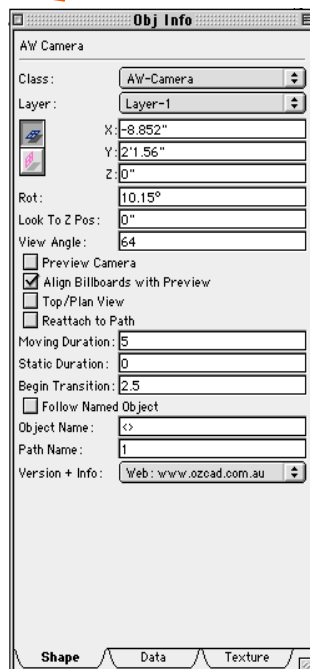 Obj Info
AW Camera
Class: AW-Camera
Layer: Layer-1
X: -8.852"
Y: 2'1.56"
Z: 0"
Rot: 10.15°
Look To Z Pos: 0"
View Angle: 64
Preview Camera
Align Billboards with Preview
Top/Plan View
Reattach to Path
Moving Duration: 5
Static Duration: 0
Begin Transition: 2.5
Follow Named Object
Object Name: <>
Path Name: 1
Version + Info: Web: www.ozcad.com.au
Shape Data Texture